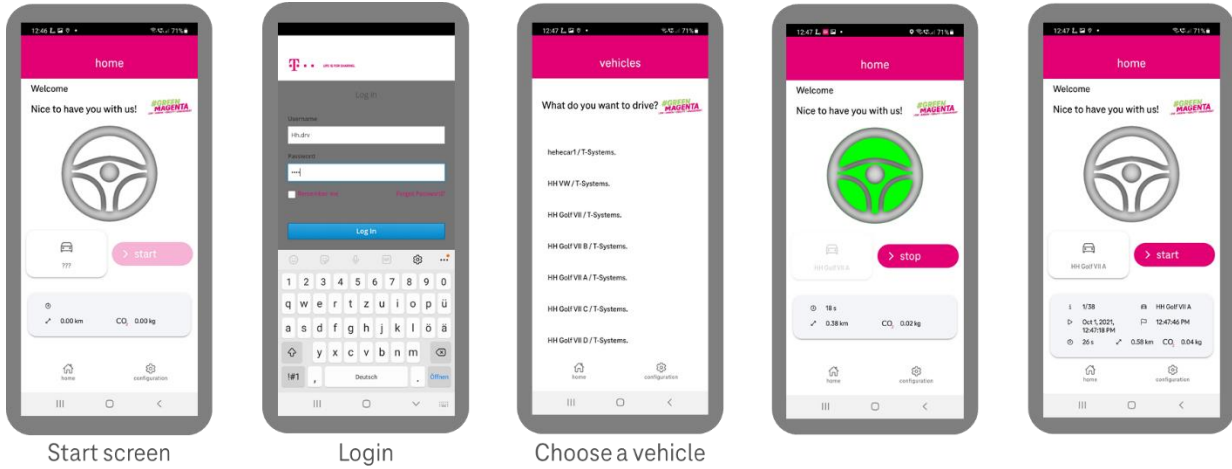 12:46
71%
home
Welcome
Nice to have you with us!
#GREEN
MAGENTA
> start
???
0.00 km
CO2 0.00 kg
home
configuration
Start screen
T
LIFE IS FOR SHARING.
Log In
Username
Hh.drv
Password
Remember me
Forgot Password?
Log In
1 2 3 4 5 6 7 8 9 0
q w e r t z u i o p ü
a s d f g h j k l ö ä
y x c v b n m
!#1 , Deutsch . Öffnen
Login
12:47
71%
vehicles
What do you want to drive?
#GREEN
MAGENTA
hehecar1 / T-Systems.
HH VW / T-Systems.
HH Golf VII / T-Systems.
HH Golf VII B / T-Systems.
HH Golf VII A / T-Systems.
HH Golf VII C / T-Systems.
HH Golf VII D / T-Systems.
home
configuration
Choose a vehicle
12:47
71%
home
Welcome
Nice to have you with us!
#GREEN
MAGENTA
HH Golf VII A
> stop
18 s
0.38 km
CO2 0.02 kg
home
configuration
12:47
71%
home
Welcome
Nice to have you with us!
#GREEN
MAGENTA
HH Golf VII A
> start
1/38
HH Golf VII A
Oct 1, 2021,
12:47:18 PM
12:47:46 PM
26 s
0.58 km
CO2 0.04 kg
home
configuration